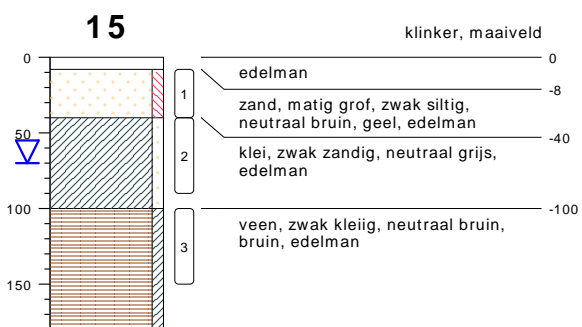 15
klinker, maaiveld
0
0
edelman
-8
1
zand, matig grof, zwak siltig,
neutraal bruin, geel, edelman
-40
50
2
klei, zwak zandig, neutraal grijs,
edelman
100
-100
3
veen, zwak kleiig, neutraal bruin,
bruin, edelman
150